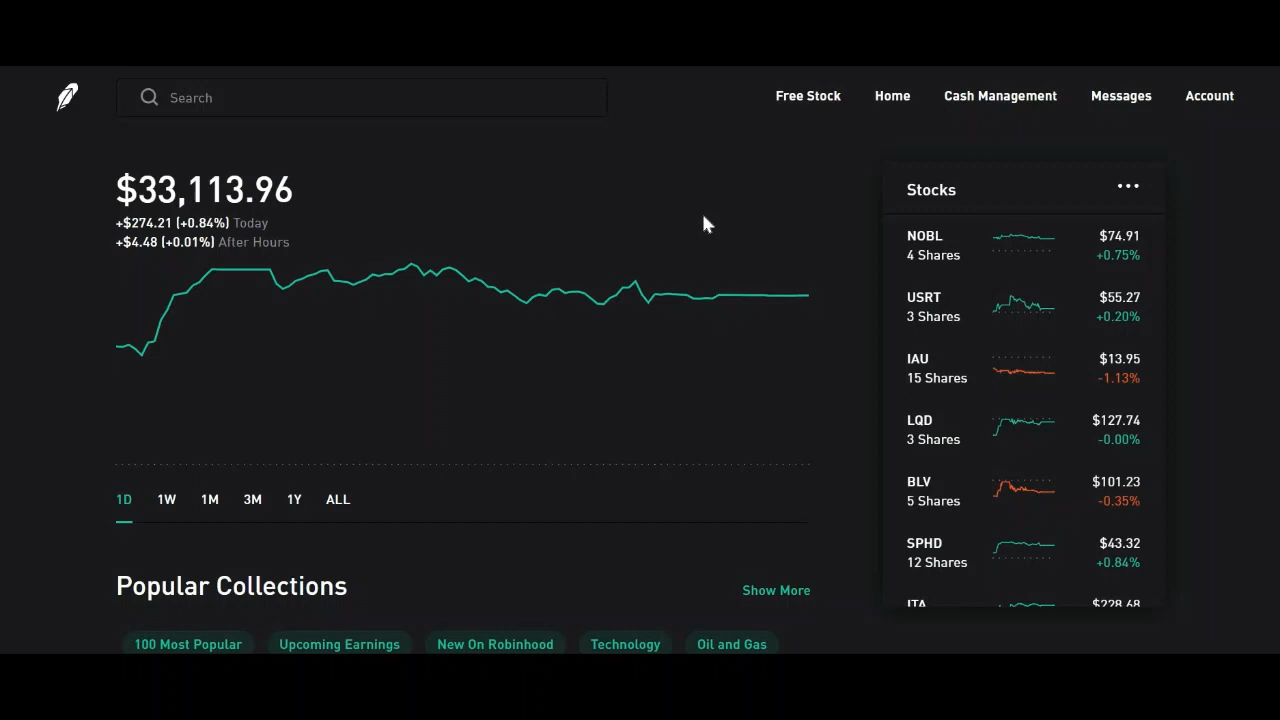 Search
Free Stock
Home
Cash Management
Messages
Account
$33,113.96
+$274.21 (+0.84%) Today
+$4.48 (+0.01%) After Hours
1D
1W
1M
3M
1Y
ALL
Popular Collections
Show More
100 Most Popular
Upcoming Earnings
New On Robinhood
Technology
Oil and Gas
Stocks
NOBL
$74.91
4 Shares
+0.75%
USRT
$55.27
3 Shares
+0.20%
IAU
$13.95
15 Shares
-1.13%
LQD
$127.74
3 Shares
-0.00%
BLV
$101.23
5 Shares
-0.35%
SPHD
$43.32
12 Shares
+0.84%
ITA
$228.68